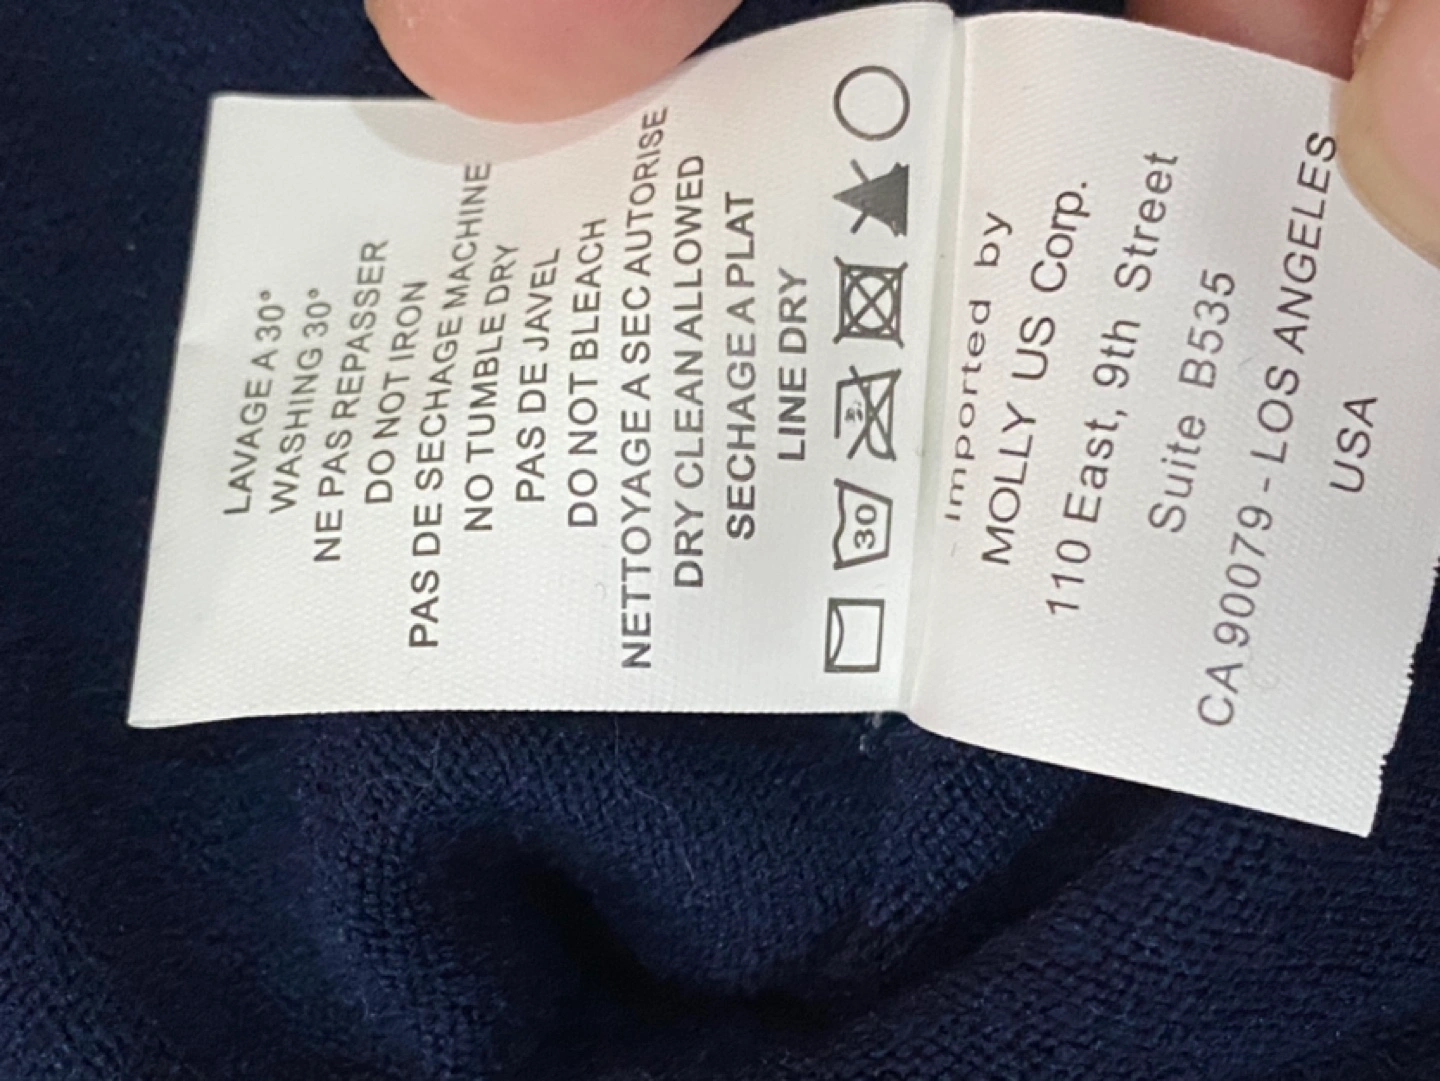 LAVAGE A 30°
WASHING 30°
NE PAS REPASSER
DO NOT IRON
PAS DE SECHAGE MACHINE
NO TUMBLE DRY
PAS DE JAVEL
DO NOT BLEACH
NETTOYAGE A SEC AUTORISE
DRY CLEAN ALLOWED
SECHAGE A PLAT
LINE DRY
30
Imported by
MOLLY US Corp.
110 East, 9th Street
Suite B535
CA 90079 - LOS ANGELES
USA